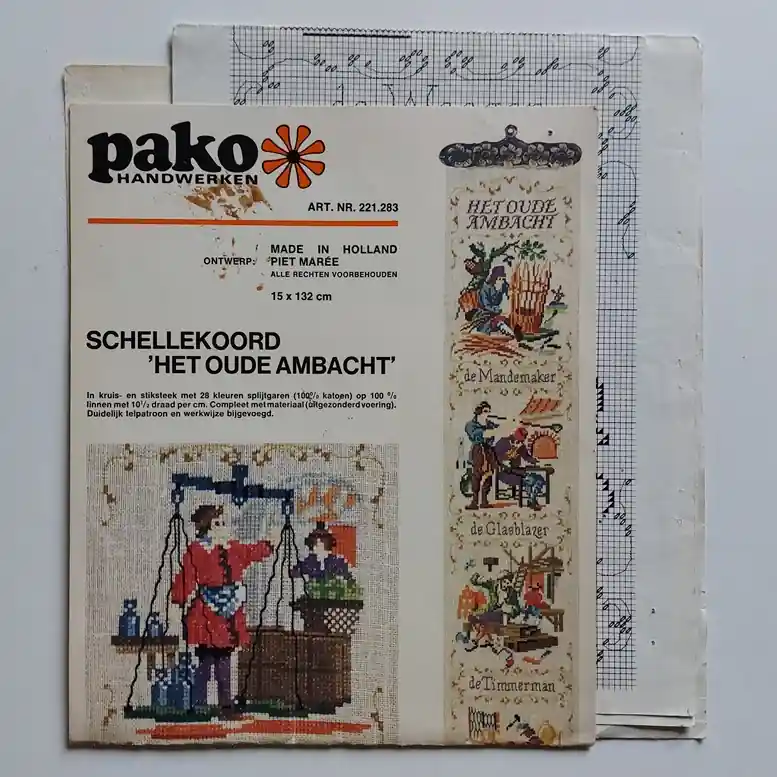 pako
HANDWERKEN
ART. NR. 221.283
MADE IN HOLLAND
ONTWERP: PIET MARÉE
ALLE RECHTEN VOORBEHOUDEN
15 x 132 cm
SCHELLEKOORD
'HET OUDE AMBACHT'
In kruis- en stiksteek met 28 kleuren splijtgaren (100% katoen) op 100 %
linnen met 10½ draad per cm. Compleet met materiaal (uitgezonderd voering).
Duidelijk telpatroon en werkwijze bijgevoegd.
HET OUDE
AMBACHT
de Mandemaker
de Glasblazer
de Timmerman